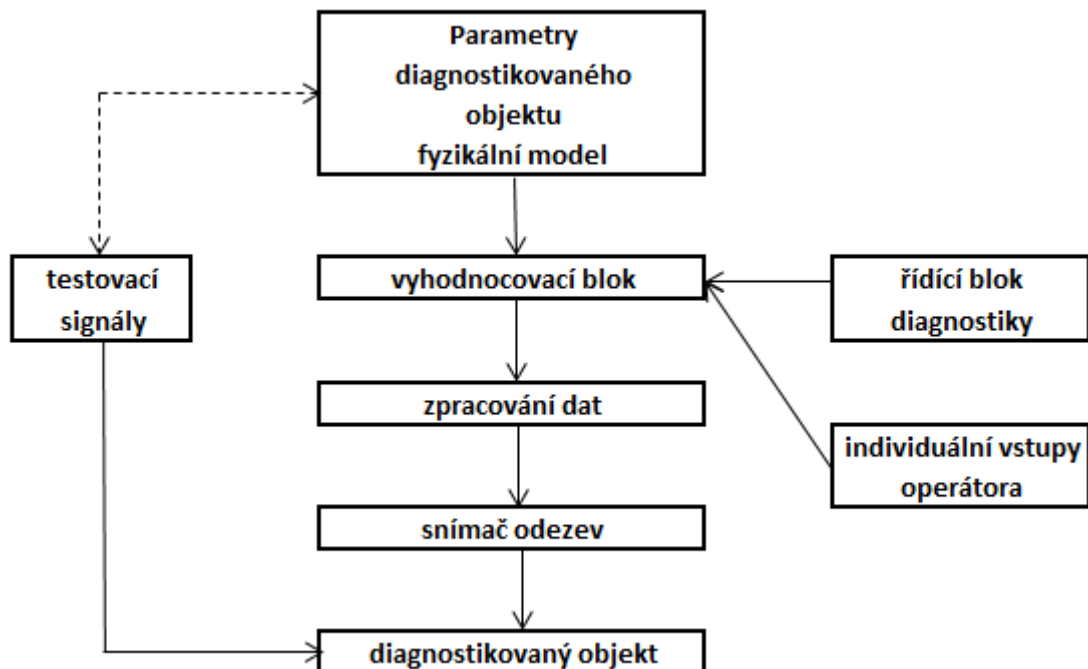 Parametry
diagnostikovaného
objektu
fyzikální model
testovací
signály
vyhodnocovací blok
řídící blok
diagnostiky
zpracování dat
individuální vstupy
operátora
snímač odezev
diagnostikovaný objekt